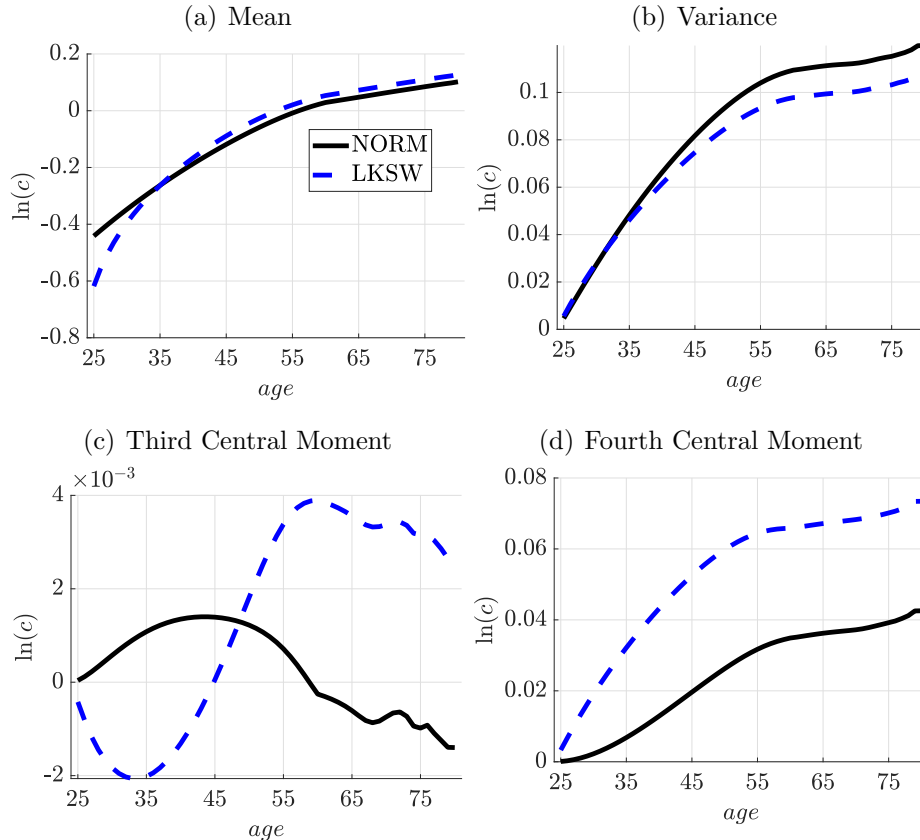 (a) Mean
0.2
0
-0.2
-0.4
-0.6
-0.8
ln(c)
NORM
LKSW
25 35 45 55 65 75
age
(b) Variance
0.1
0.08
0.06
0.04
0.02
0
ln(c)
25 35 45 55 65 75
age
(c) Third Central Moment
×10⁻³
4
2
0
-2
ln(c)
25 35 45 55 65 75
age
(d) Fourth Central Moment
0.08
0.06
0.04
0.02
0
ln(c)
25 35 45 55 65 75
age